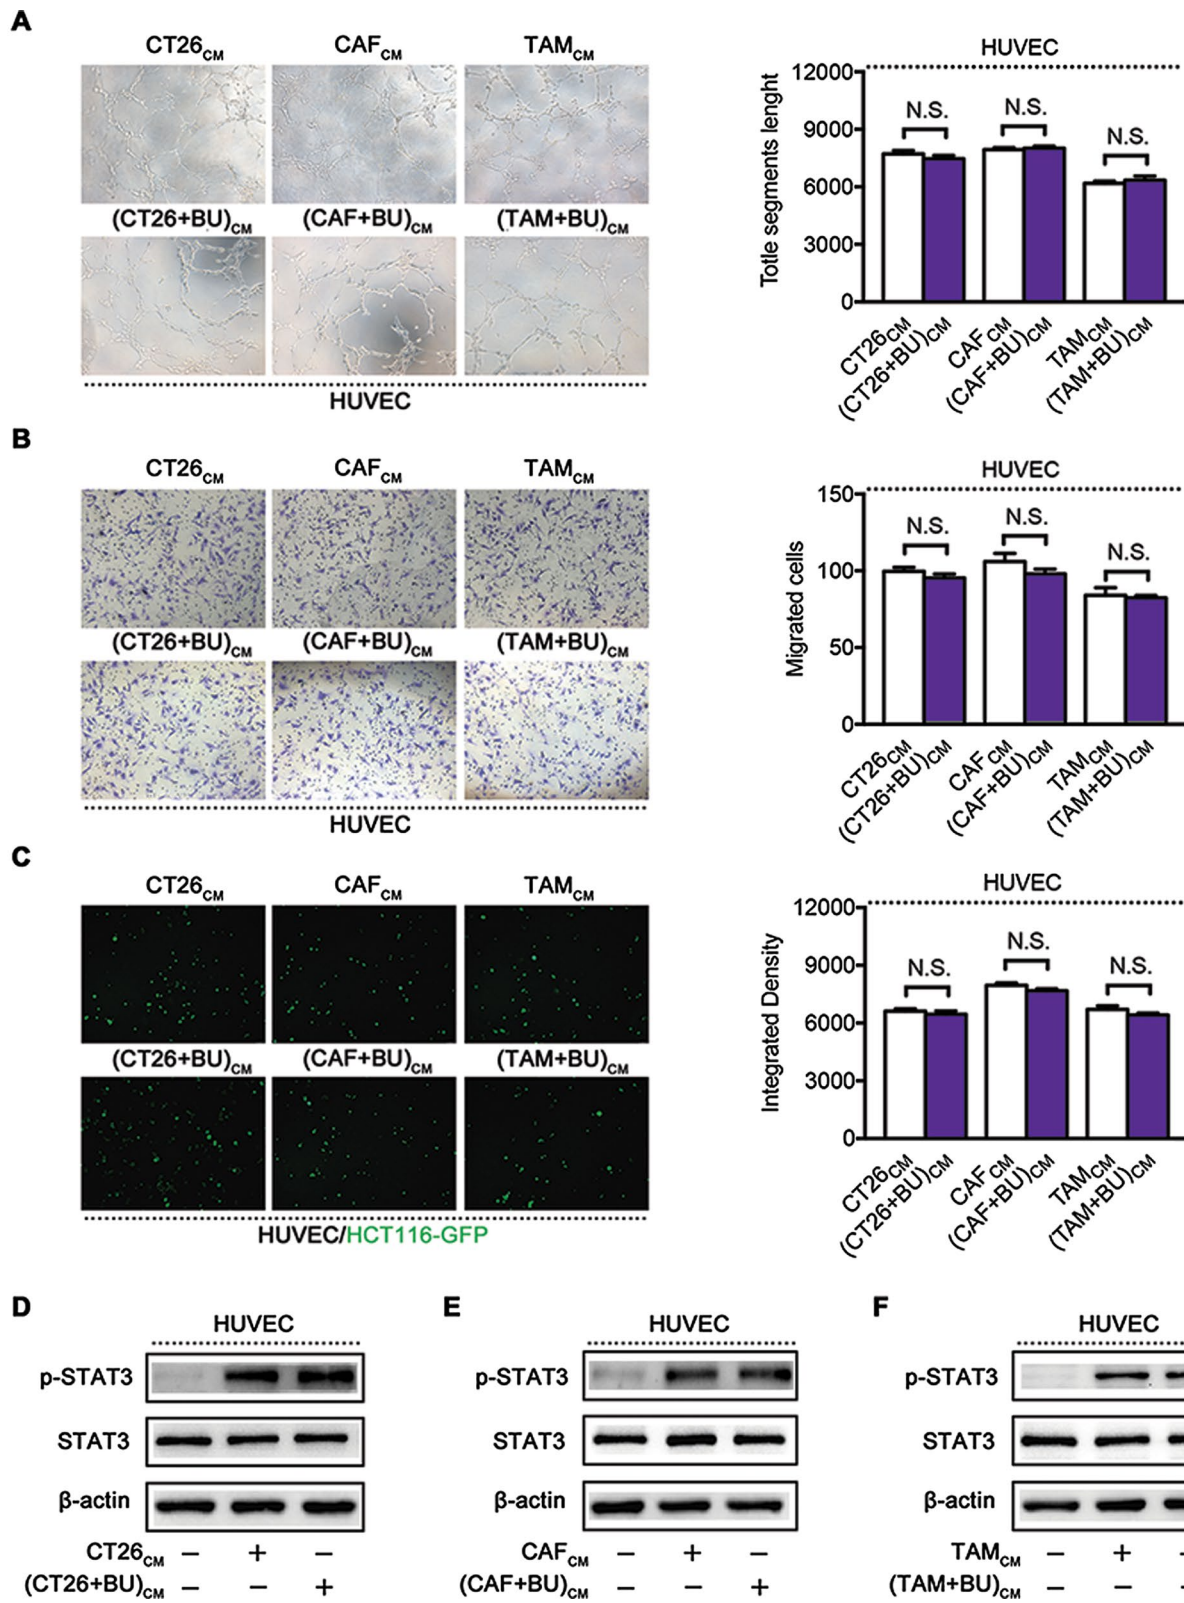 A
CT26CM CAFCM TAMCM
(CT26+BU)CM (CAF+BU)CM (TAM+BU)CM
HUVEC
HUVEC
Totle segments lenght
12000
9000
6000
3000
0
N.S. N.S. N.S.
CT26CM
(CT26+BU)CM
CAFCM
(CAF+BU)CM
TAMCM
(TAM+BU)CM
B
CT26CM CAFCM TAMCM
(CT26+BU)CM (CAF+BU)CM (TAM+BU)CM
HUVEC
HUVEC
Migrated cells
150
100
50
0
N.S. N.S. N.S.
CT26CM
(CT26+BU)CM
CAFCM
(CAF+BU)CM
TAMCM
(TAM+BU)CM
C
CT26CM CAFCM TAMCM
(CT26+BU)CM (CAF+BU)CM (TAM+BU)CM
HUVEC/HCT116-GFP
HUVEC
Integrated Density
12000
9000
6000
3000
0
N.S. N.S. N.S.
CT26CM
(CT26+BU)CM
CAFCM
(CAF+BU)CM
TAMCM
(TAM+BU)CM
D
HUVEC
p-STAT3
STAT3
β-actin
CT26CM – + –
(CT26+BU)CM – – +
E
HUVEC
p-STAT3
STAT3
β-actin
CAFCM – + –
(CAF+BU)CM – – +
F
HUVEC
p-STAT3
STAT3
β-actin
TAMCM – +
(TAM+BU)CM – –